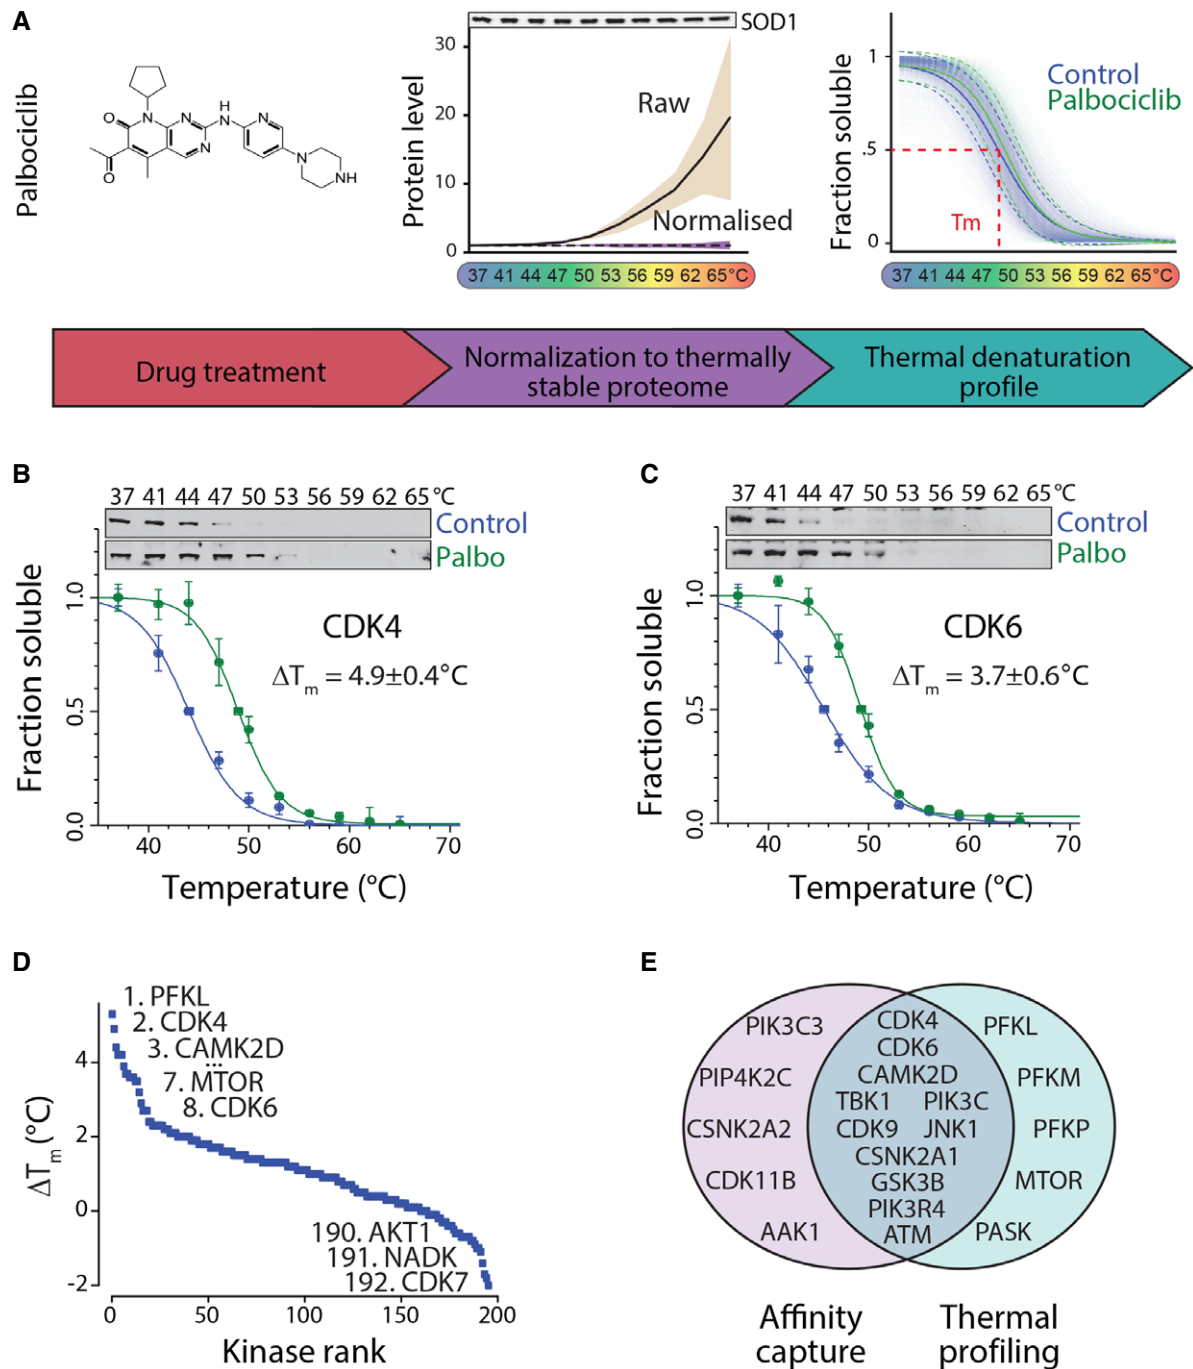 A
Palbociclib
O
N
N
H
N
N
N
O
N
NH
SOD1
Protein level
30
20
10
0
Raw
Normalised
37 41 44 47 50 53 56 59 62 65°C
Fraction soluble
1
.5
0
Control
Palbociclib
Tm
37 41 44 47 50 53 56 59 62 65°C
Drug treatment
Normalization to thermally
stable proteome
Thermal denaturation
profile
B
37 41 44 47 50 53 56 59 62 65°C
Control
Palbo
Fraction soluble
1.0
0.5
0.0
CDK4
ΔTm = 4.9±0.4°C
40 50 60 70
Temperature (°C)
C
37 41 44 47 50 53 56 59 62 65°C
Control
Palbo
Fraction soluble
1.0
0.5
0.0
CDK6
ΔTm = 3.7±0.6°C
40 50 60 70
Temperature (°C)
D
ΔTm (°C)
4
2
0
-2
1. PFKL
2. CDK4
3. CAMK2D
...
7. MTOR
8. CDK6
190. AKT1
191. NADK
192. CDK7
0 50 100 150 200
Kinase rank
E
PIK3C3
PIP4K2C
CSNK2A2
CDK11B
AAK1
CDK4
CDK6
CAMK2D
TBK1 PIK3C
CDK9 JNK1
CSNK2A1
GSK3B
PIK3R4
ATM
PFKL
PFKM
PFKP
MTOR
PASK
Affinity
capture
Thermal
profiling